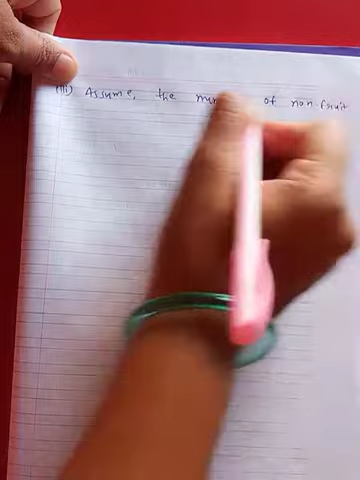 (iii) Assume, the of non-fruit